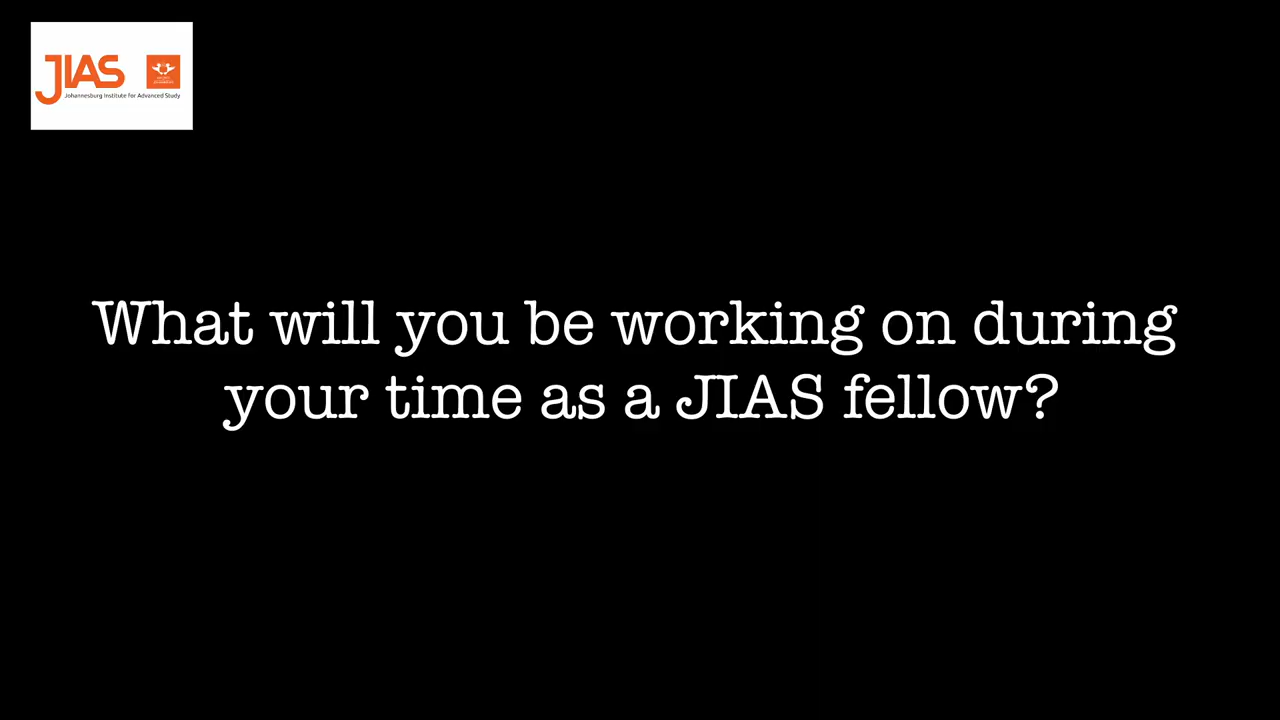 JIAS
Johannesburg Institute for Advanced Study
What will you be working on during
your time as a JIAS fellow?